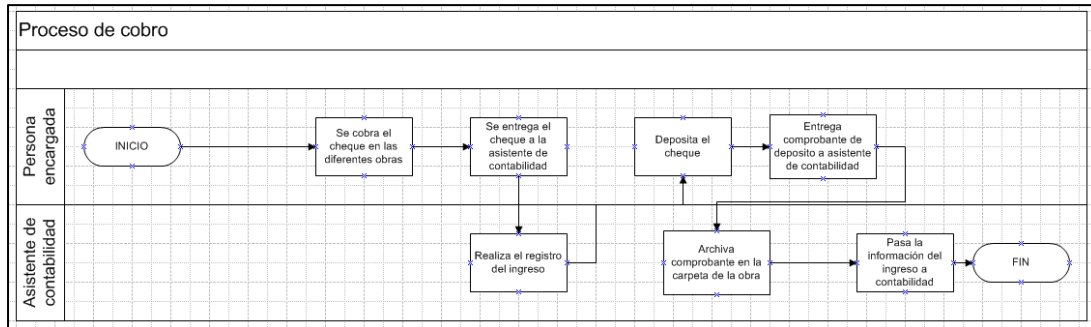 Proceso de cobro
Persona
encargada
INICIO
Se cobra el
cheque en las
diferentes obras
Se entrega el
cheque a la
asistente de
contabilidad
Deposita el
cheque
Entrega
comprobante de
deposito a asistente
de contabilidad
Asistente de
contabilidad
Realiza el registro
del ingreso
Archiva
comprobante en la
carpeta de la obra
Pasa la
información del
ingreso a
contabilidad
FIN